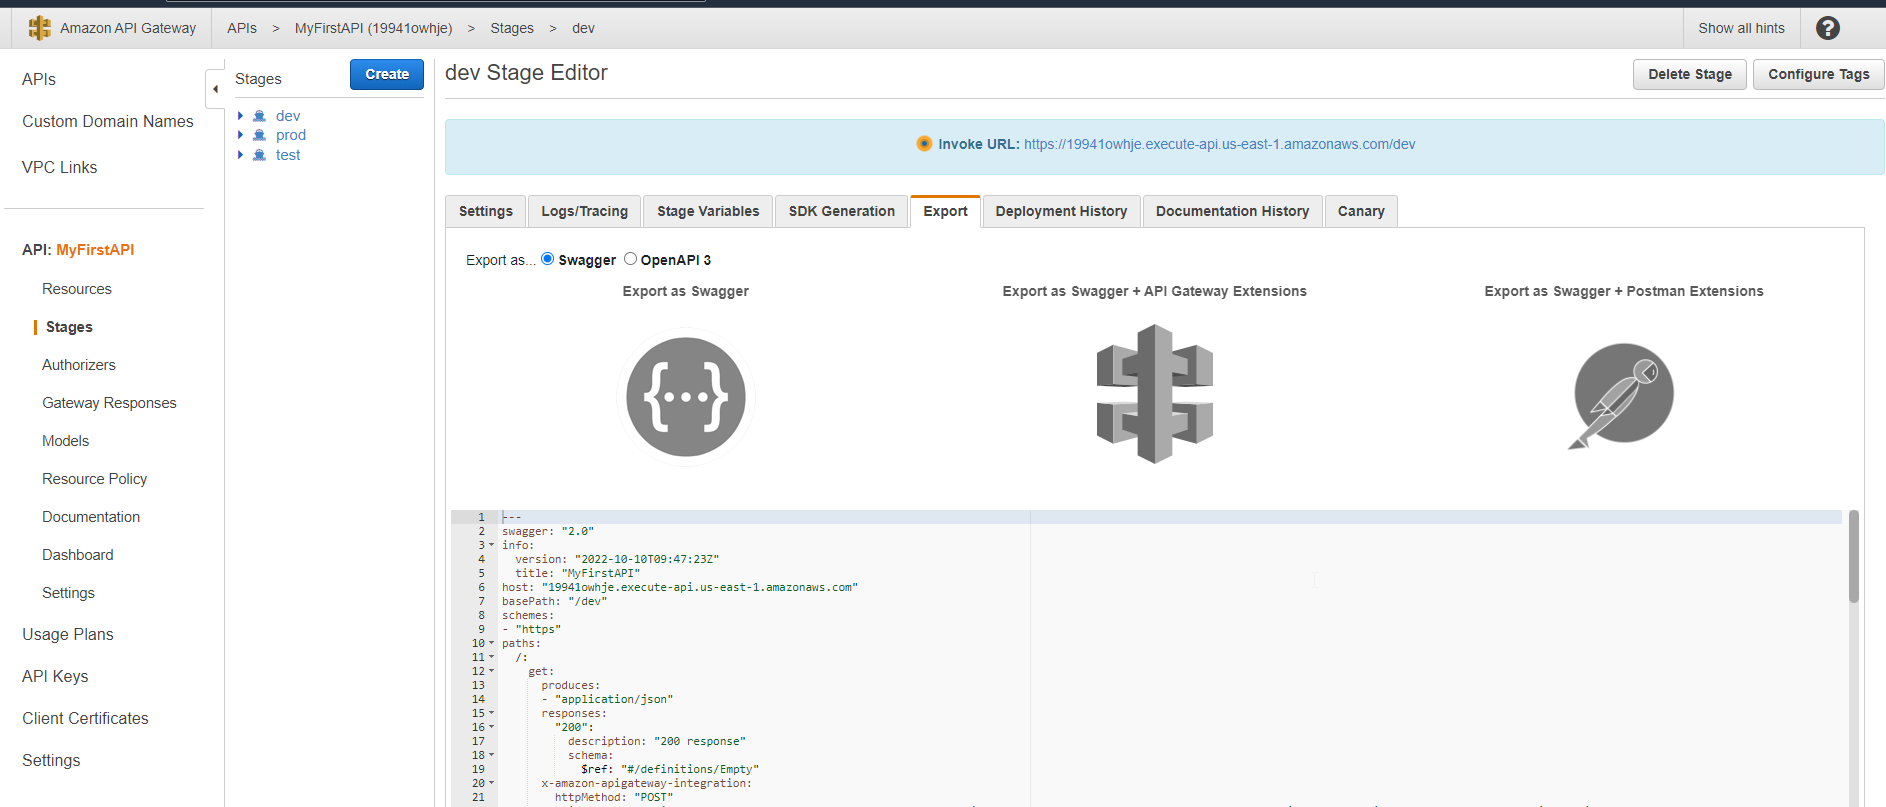 Amazon API Gateway
APIs > MyFirstAPI (19941owhje) > Stages > dev
Show all hints
?
APIs
Custom Domain Names
VPC Links
API: MyFirstAPI
Resources
Stages
Authorizers
Gateway Responses
Models
Resource Policy
Documentation
Dashboard
Settings
Usage Plans
API Keys
Client Certificates
Settings
Stages
Create
dev
prod
test
dev Stage Editor
Delete Stage
Configure Tags
Invoke URL: https://19941owhje.execute-api.us-east-1.amazonaws.com/dev
Settings
Logs/Tracing
Stage Variables
SDK Generation
Export
Deployment History
Documentation History
Canary
Export as... Swagger OpenAPI 3
Export as Swagger
Export as Swagger + API Gateway Extensions
Export as Swagger + Postman Extensions
{...}
1 ---
2 swagger: "2.0"
3 info:
4 version: "2022-10-10T09:47:23Z"
5 title: "MyFirstAPI"
6 host: "19941owhje.execute-api.us-east-1.amazonaws.com"
7 basePath: "/dev"
8 schemes:
9 - "https"
10 paths:
11 /:
12 get:
13 produces:
14 - "application/json"
15 responses:
16 "200":
17 description: "200 response"
18 schema:
19 $ref: "#/definitions/Empty"
20 x-amazon-apigateway-integration:
21 httpMethod: "POST"